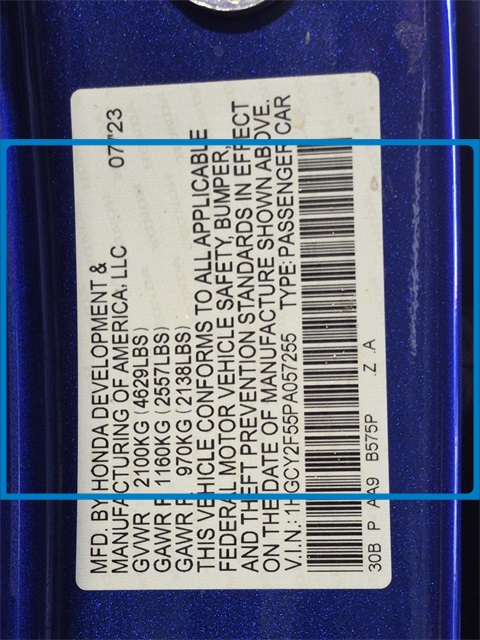 MFD. BY HONDA DEVELOPMENT & 07/23
MANUFACTURING OF AMERICA, LLC
GVWR 2100KG (4629LBS)
GAWR F 1160KG (2557LBS)
GAWR R 970KG (2138LBS)
THIS VEHICLE CONFORMS TO ALL APPLICABLE
FEDERAL MOTOR VEHICLE SAFETY, BUMPER,
AND THEFT PREVENTION STANDARDS IN EFFECT
ON THE DATE OF MANUFACTURE SHOWN ABOVE.
V.I.N.: 1HGCY2F55PA057255 TYPE: PASSENGER CAR
30B P AA9 B575P Z A